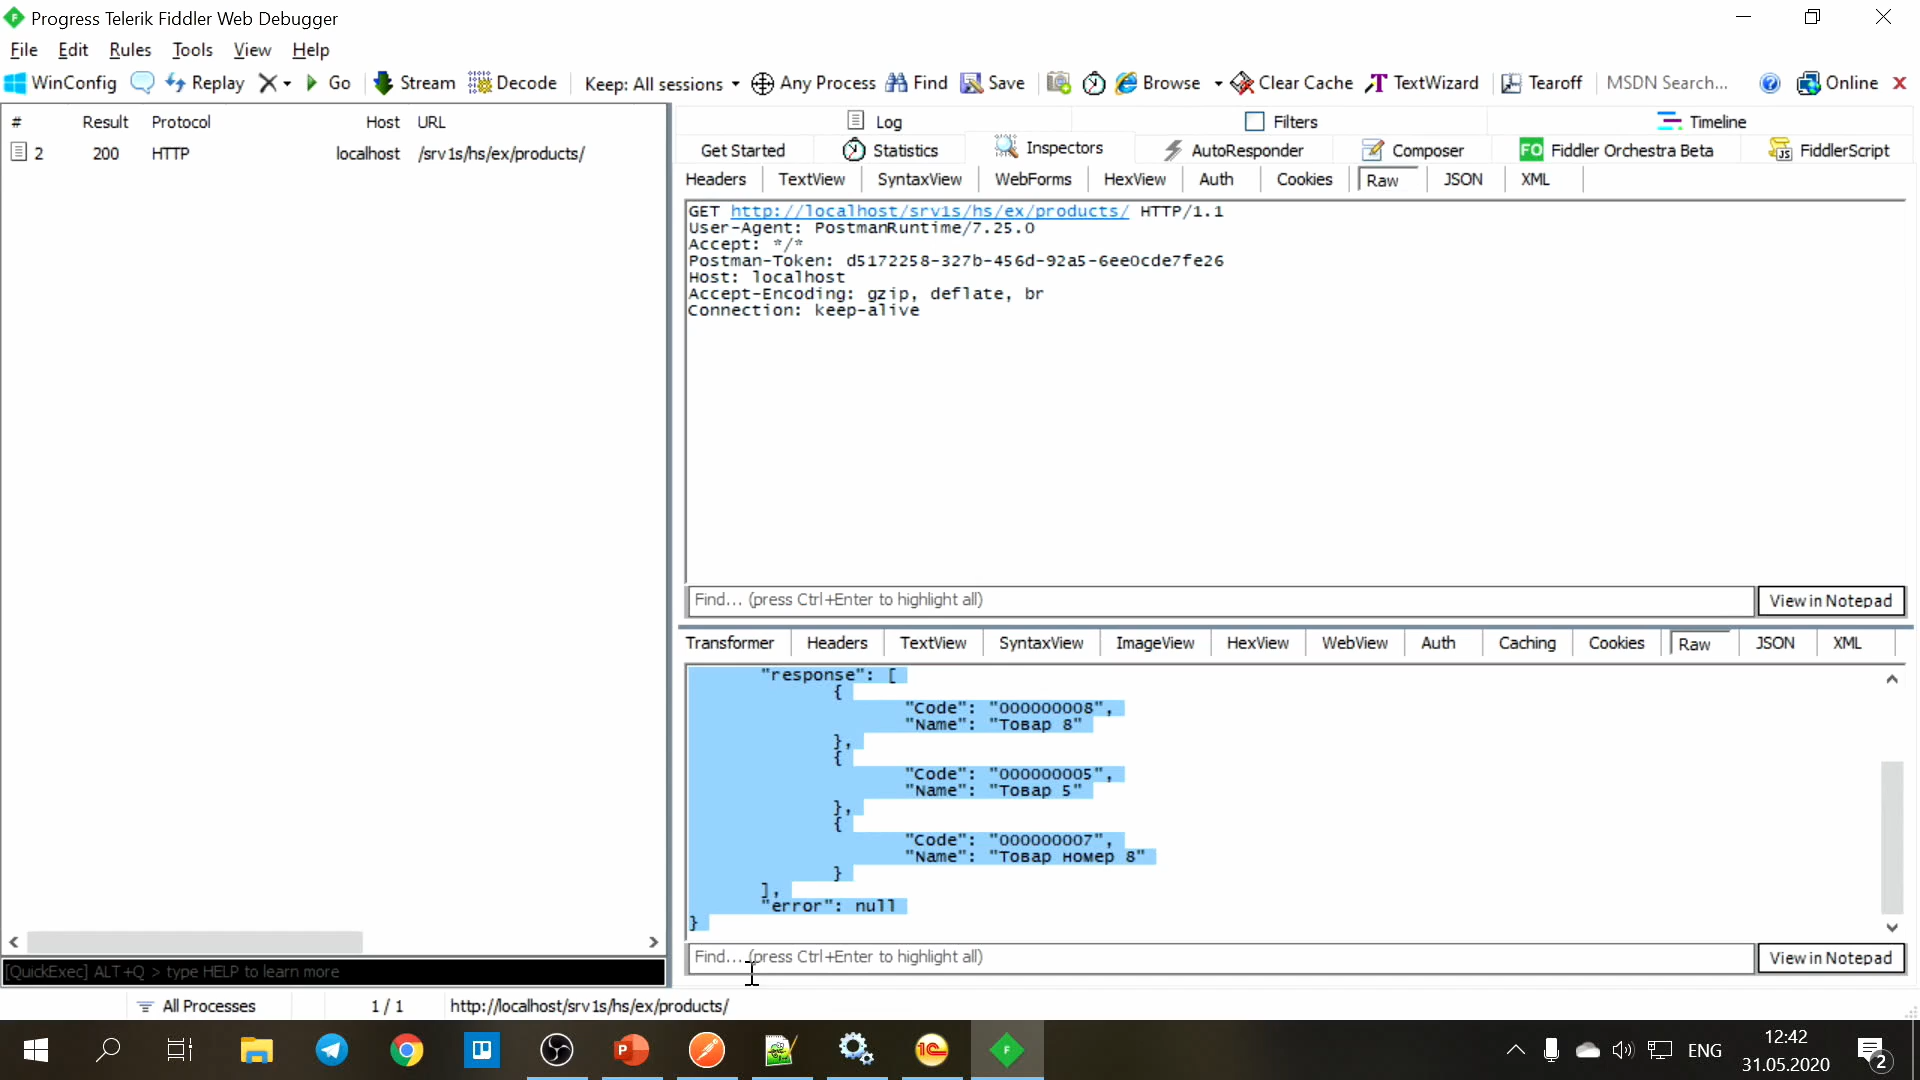 Progress Telerik Fiddler Web Debugger
File Edit Rules Tools View Help
WinConfig Replay Go Stream Decode Keep: All sessions Any Process Find Save Browse Clear Cache TextWizard Tearoff MSDN Search... Online
# Result Protocol Host URL
2 200 HTTP localhost /srv1s/hs/ex/products/
Log Filters Timeline
Get Started Statistics Inspectors AutoResponder Composer FO Fiddler Orchestra Beta FiddlerScript
Headers TextView SyntaxView WebForms HexView Auth Cookies Raw JSON XML
GET http://localhost/srv1s/hs/ex/products/ HTTP/1.1
User-Agent: PostmanRuntime/7.25.0
Accept: */*
Postman-Token: d5172258-327b-456d-92a5-6ee0cde7fe26
Host: localhost
Accept-Encoding: gzip, deflate, br
Connection: keep-alive
Find... (press Ctrl+Enter to highlight all) View in Notepad
Transformer Headers TextView SyntaxView ImageView HexView WebView Auth Caching Cookies Raw JSON XML
"response": [
{
"Code": "000000008",
"Name": "Товар 8"
},
{
"Code": "000000005",
"Name": "Товар 5"
},
{
"Code": "000000007",
"Name": "Товар номер 8"
}
],
"error": null
}
Find... (press Ctrl+Enter to highlight all) View in Notepad
[QuickExec] ALT+Q > type HELP to learn more
All Processes 1 / 1 http://localhost/srv1s/hs/ex/products/
ENG 12:42
31.05.2020
2